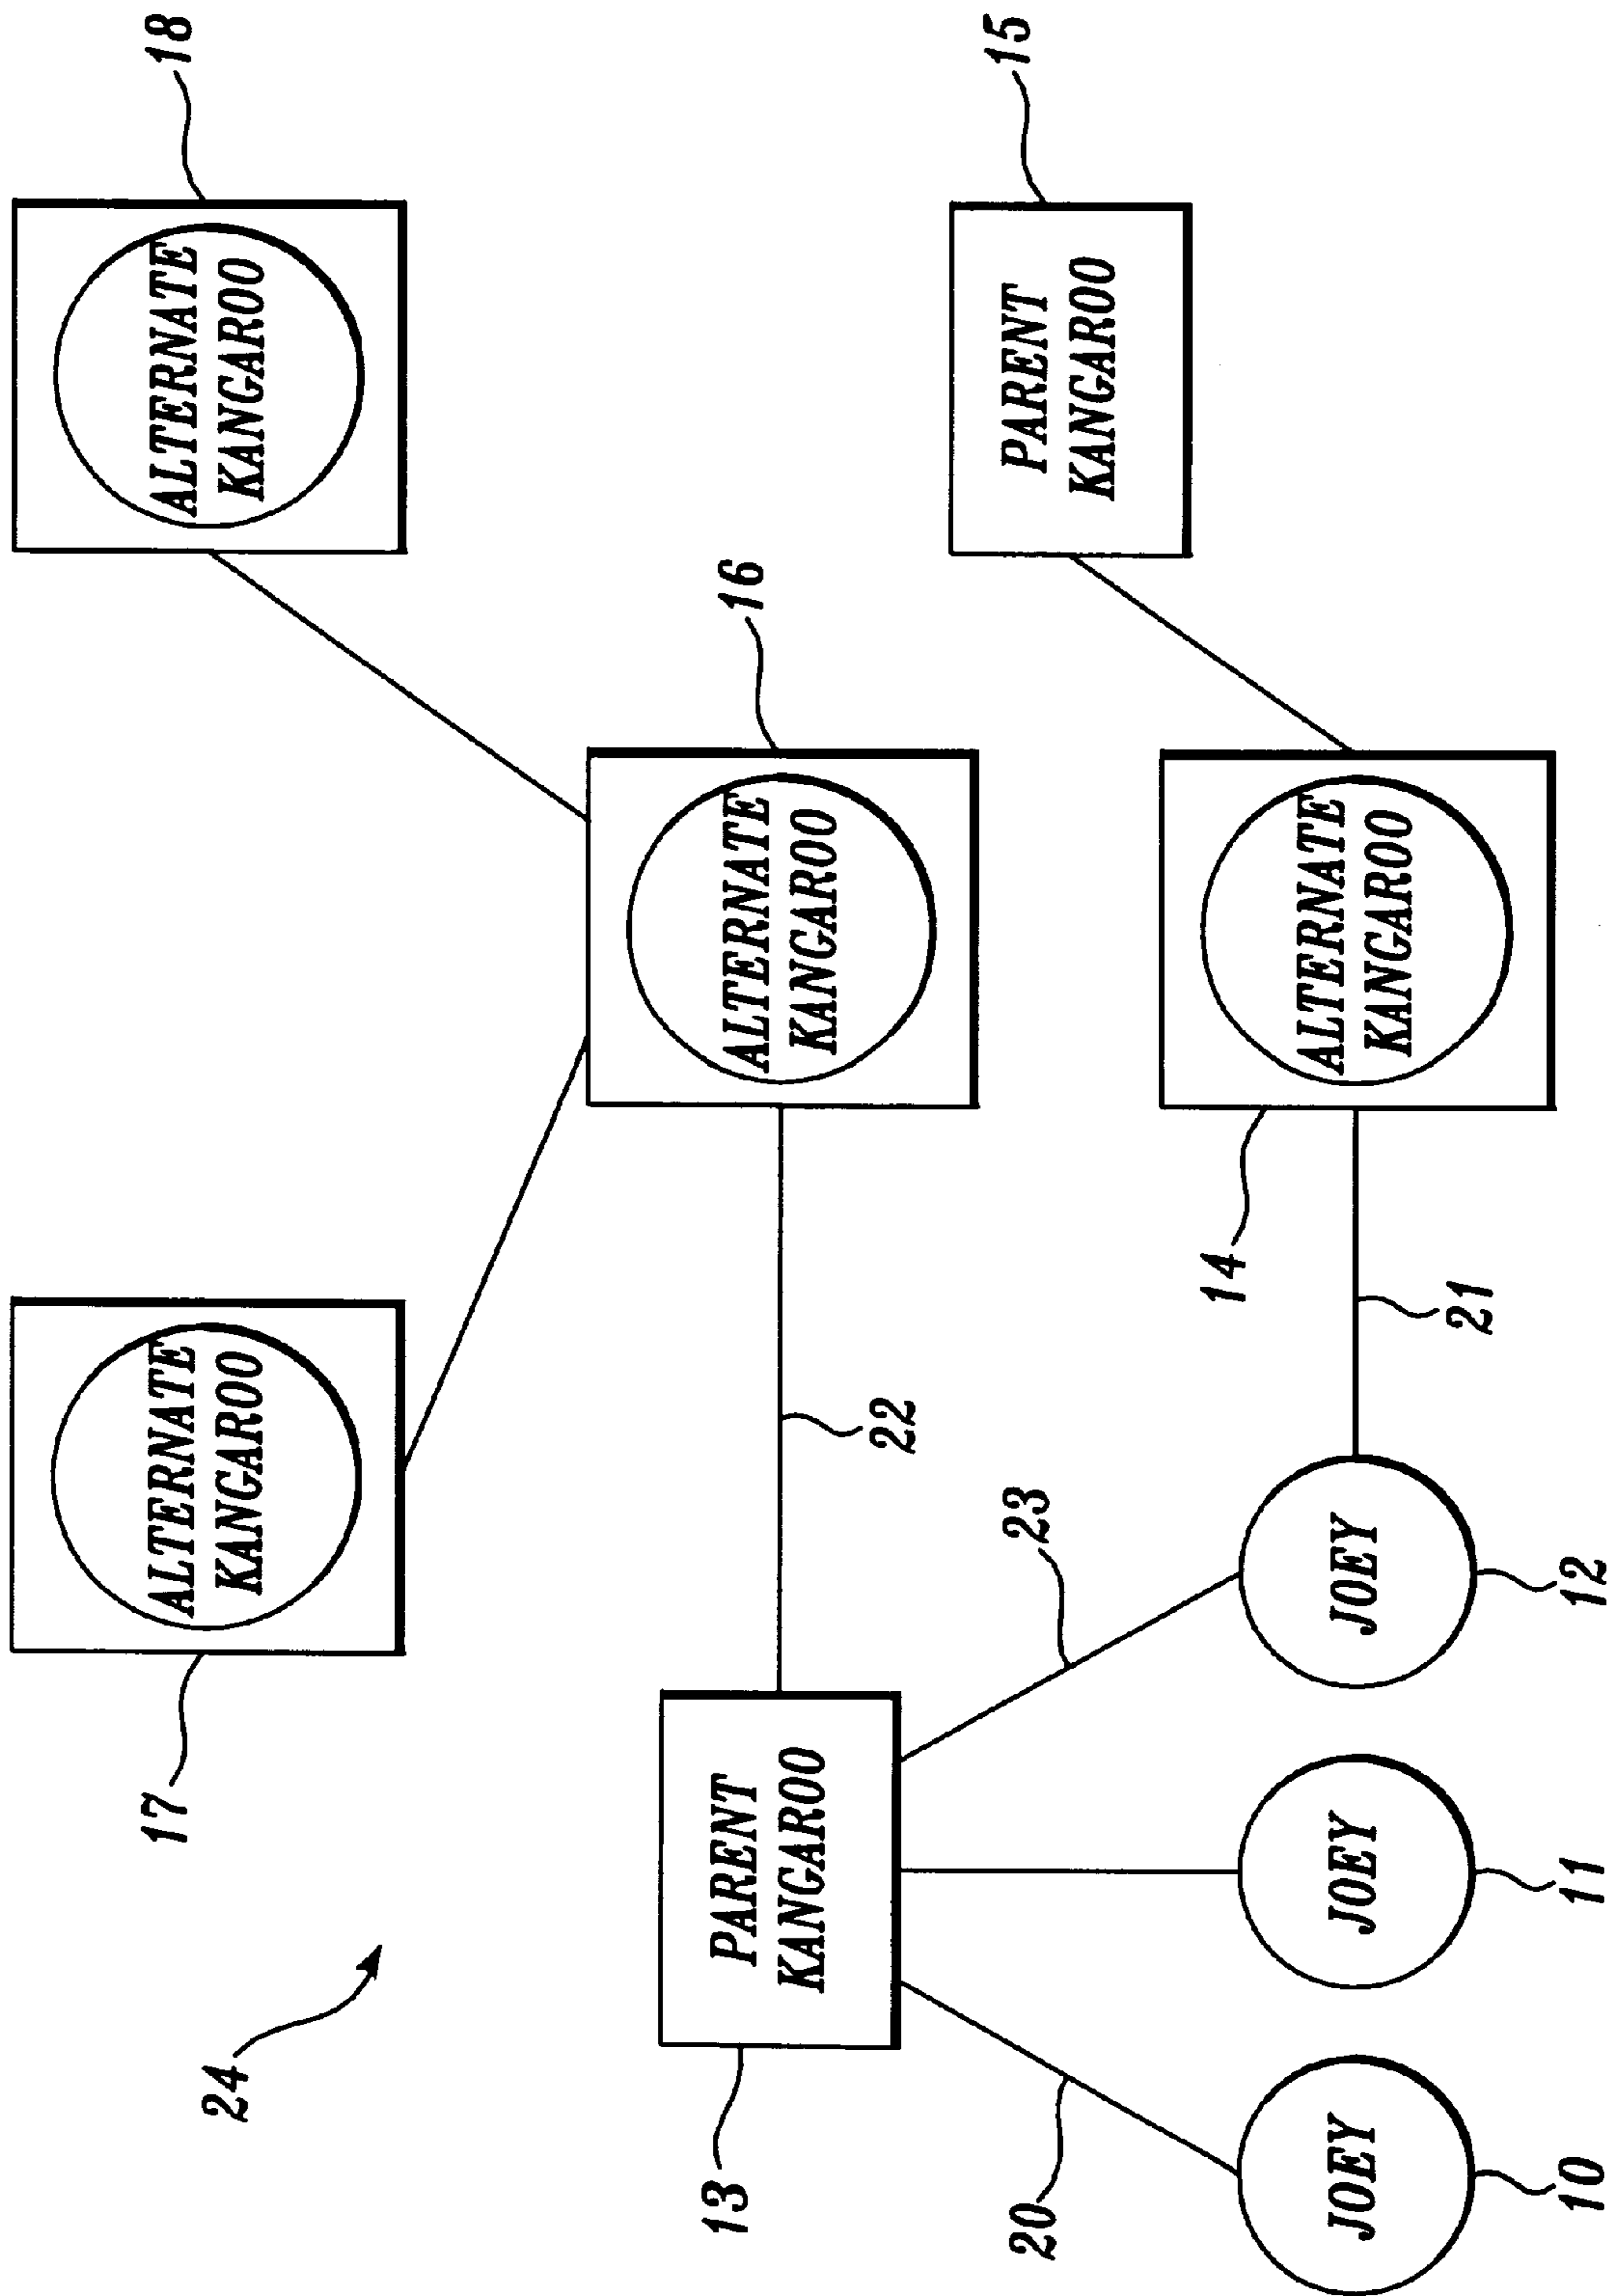 17
ALTERNATE
KANGAROO
ALTERNATE
KANGAROO
18
24
13
PARENT
KANGAROO
ALTERNATE
KANGAROO
16
22
20
23
PARENT
KANGAROO
15
14
JOEY
JOEY
JOEY
ALTERNATE
KANGAROO
21
10
11
12